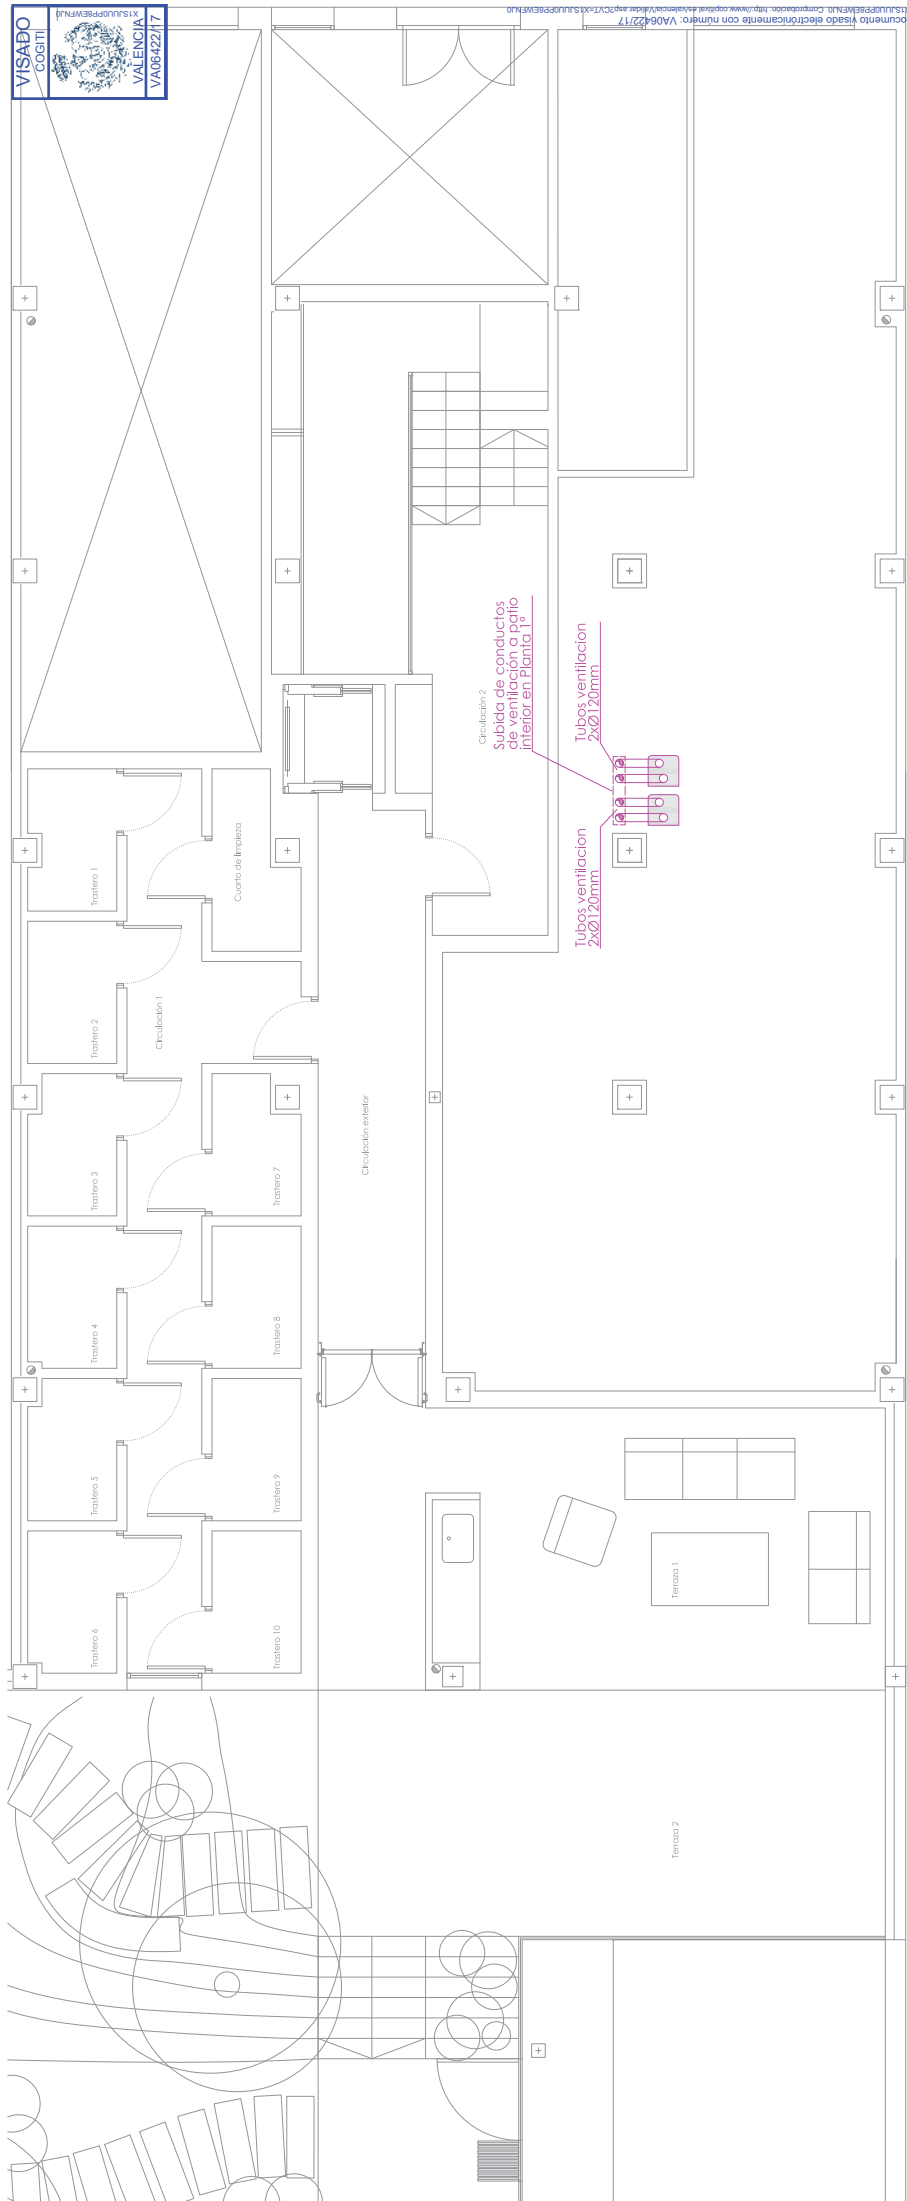 VISADO
COGITI
VALENCIA
VA06422/17
X1SJUU0PP8EWFNJ0
ocumento visado electrónicamente con número: VA06422/17
Circulación 2
Subida de conductos
de ventilación a patio
interior en Planta 1ª
Tubos ventilacion
2xØ120mm
Tubos ventilacion
2xØ120mm
Trastero 1
Cuarto de limpieza
Trastero 2
Circulación 1
Circulación exterior
Trastero 3
Trastero 7
Trastero 4
Trastero 8
Trastero 5
Trastero 9
Trastero 6
Trastero 10
Terraza 1
Terraza 2